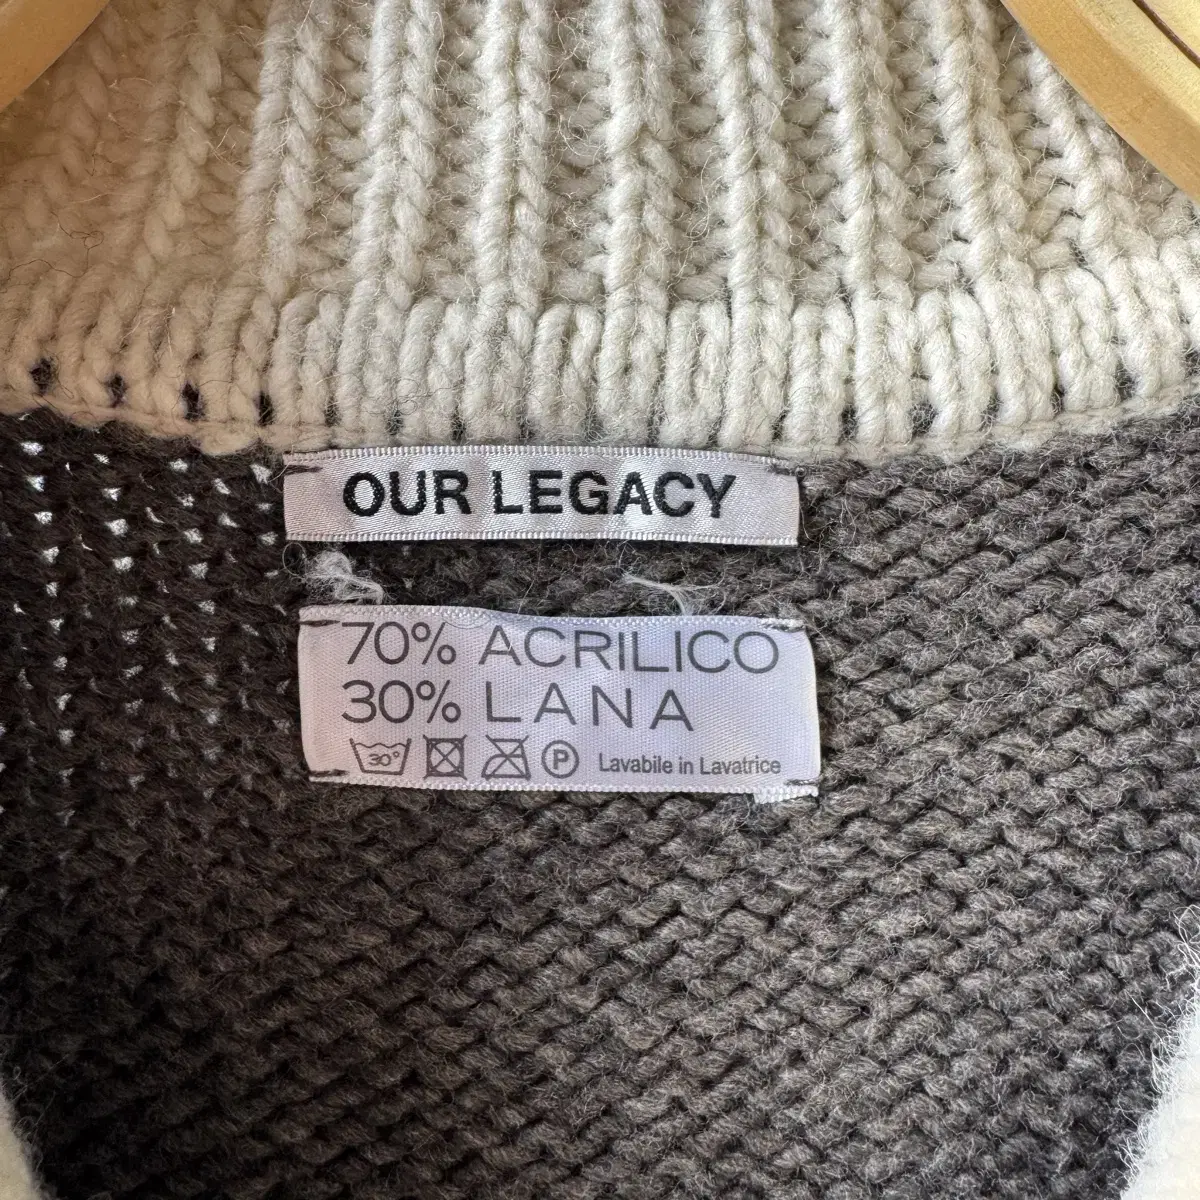 OUR LEGACY
70% ACRILICO
30% LANA
30° P Lavabile in Lavatrice